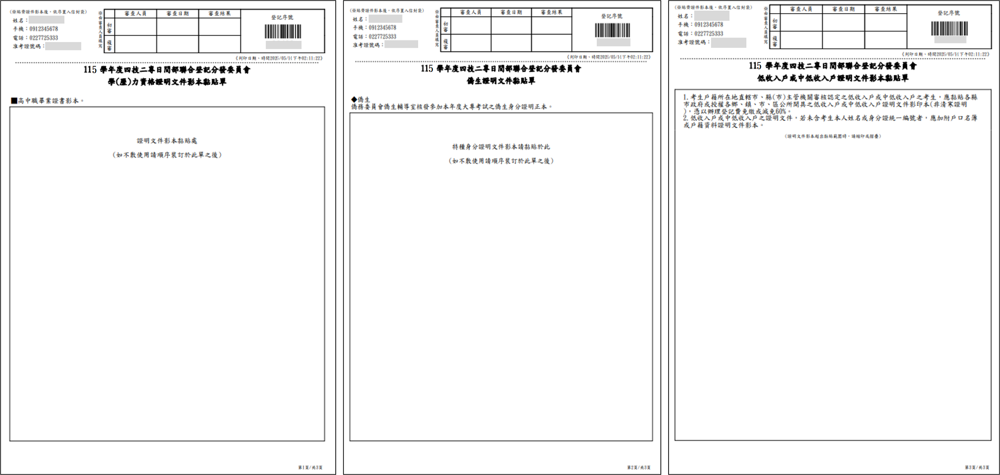 (※貼齊證件影本後，依序置入信封袋)
姓名：
手機：0912345678
電話：0227725333
准考證號碼：
※由審查人員填寫
審查人員 審查日期 審查結果
初審
複審
登記序號
《列印日期、時間2026/05/14下午02:11:22》
115 學年度四技二專日間部聯合登記分發委員會
學(歷)力資格證明文件影本黏貼單
■高中職畢業證書影本。
證明文件影本黏貼處
(如不敷使用請順序裝訂於此單之後)
第1頁/共3頁
(※貼齊證件影本後，依序置入信封袋)
姓名：
手機：0912345678
電話：0227725333
准考證號碼：
※由審查人員填寫
審查人員 審查日期 審查結果
初審
複審
登記序號
《列印日期、時間2026/05/14下午02:11:22》
115 學年度四技二專日間部聯合登記分發委員會
僑生證明文件黏貼單
◆僑生
僑務委員會僑生輔導室核發參加本年度大專考試之僑生身分證明正本。
特種身分證明文件影本請黏貼於此
(如不敷使用請順序裝訂於此單之後)
第2頁/共3頁
(※貼齊證件影本後，依序置入信封袋)
姓名：
手機：0912345678
電話：0227725333
准考證號碼：
※由審查人員填寫
審查人員 審查日期 審查結果
初審
複審
登記序號
《列印日期、時間2026/05/14下午02:11:22》
115 學年度四技二專日間部聯合登記分發委員會
低收入戶或中低收入戶證明文件影本黏貼單
1. 考生戶籍所在地直轄市、縣(市)主管機關審核認定之低收入戶或中低收入戶之考生，應黏貼各縣
市政府或授權各鄉、鎮、市、區公所開具之低收入戶或中低收入戶證明文件影印本(非清寒證明
)，憑以辦理登記費免繳或減免60%。
2. 低收入戶或中低收入戶之證明文件，若未含考生本人姓名或身分證統一編號者，應加附戶口名簿
或戶籍資料證明文件影本。
(證明文件影本超出黏貼範圍時，請縮印或摺疊)
第3頁/共3頁